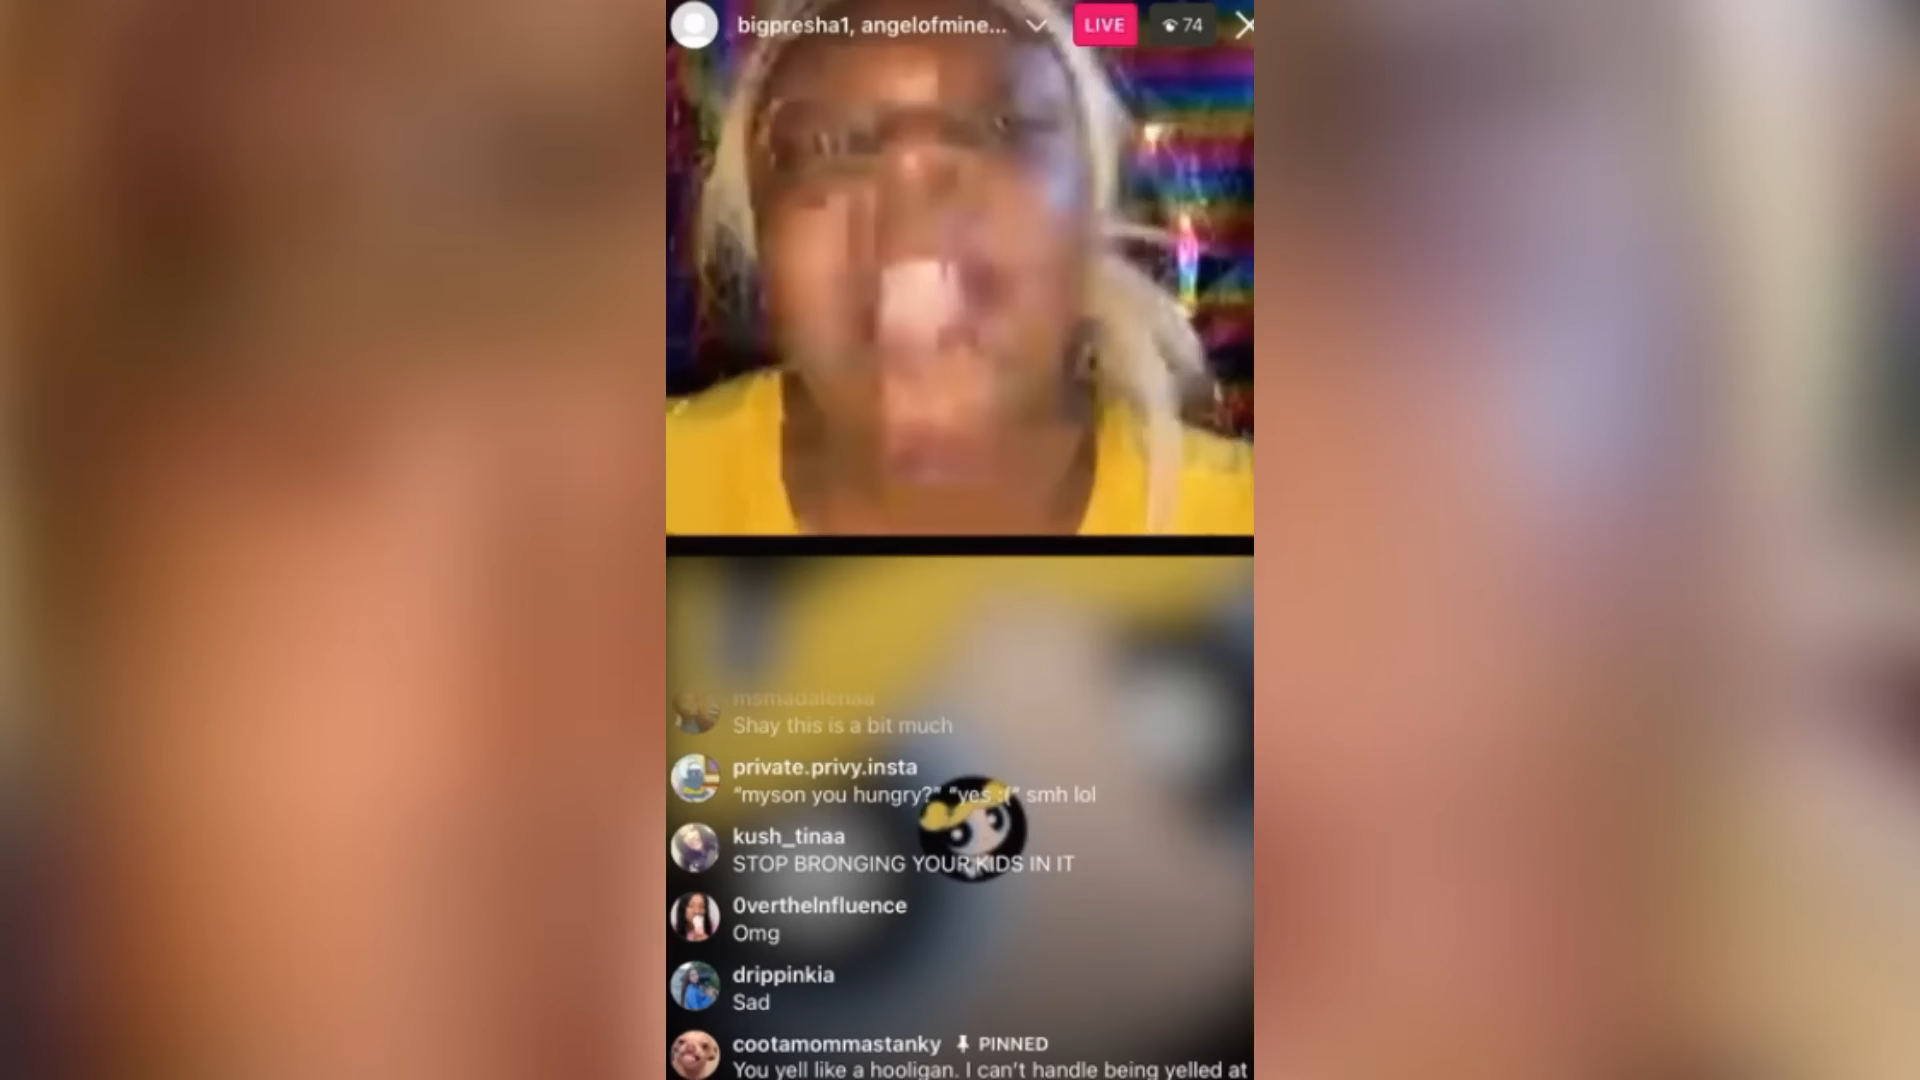 bigpresha1, angelofmine...
LIVE
74
msmadalenaa
Shay this is a bit much
private.privy.insta
“myson you hungry?” “yes :(“ smh lol
kush_tinaa
STOP BRONGING YOUR KIDS IN IT
0vertheInfluence
Omg
drippinkia
Sad
cootamommastanky PINNED
You yell like a hooligan. I can't handle being yelled at